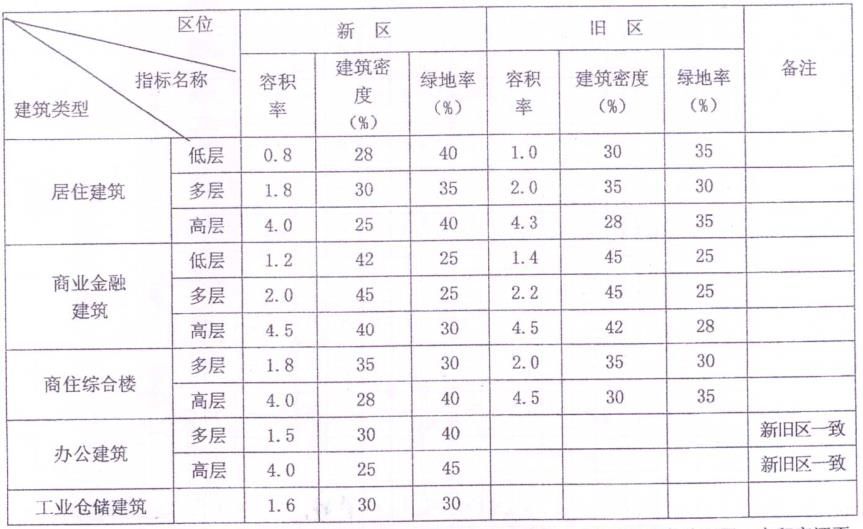 区位 新 区 旧 区 备注
指标名称
建筑类型
容积率 建筑密度(%) 绿地率(%) 容积率 建筑密度(%) 绿地率(%)
居住建筑 低层 0.8 28 40 1.0 30 35
多层 1.8 30 35 2.0 35 30
高层 4.0 25 40 4.3 28 35
商业金融建筑 低层 1.2 42 25 1.4 45 25
多层 2.0 45 25 2.2 45 25
高层 4.5 40 30 4.5 42 28
商住综合楼 多层 1.8 35 30 2.0 35 30
高层 4.0 28 40 4.5 30 35
办公建筑 多层 1.5 30 40 新旧区一致
高层 4.0 25 45 新旧区一致
工业仓储建筑 1.6 30 30